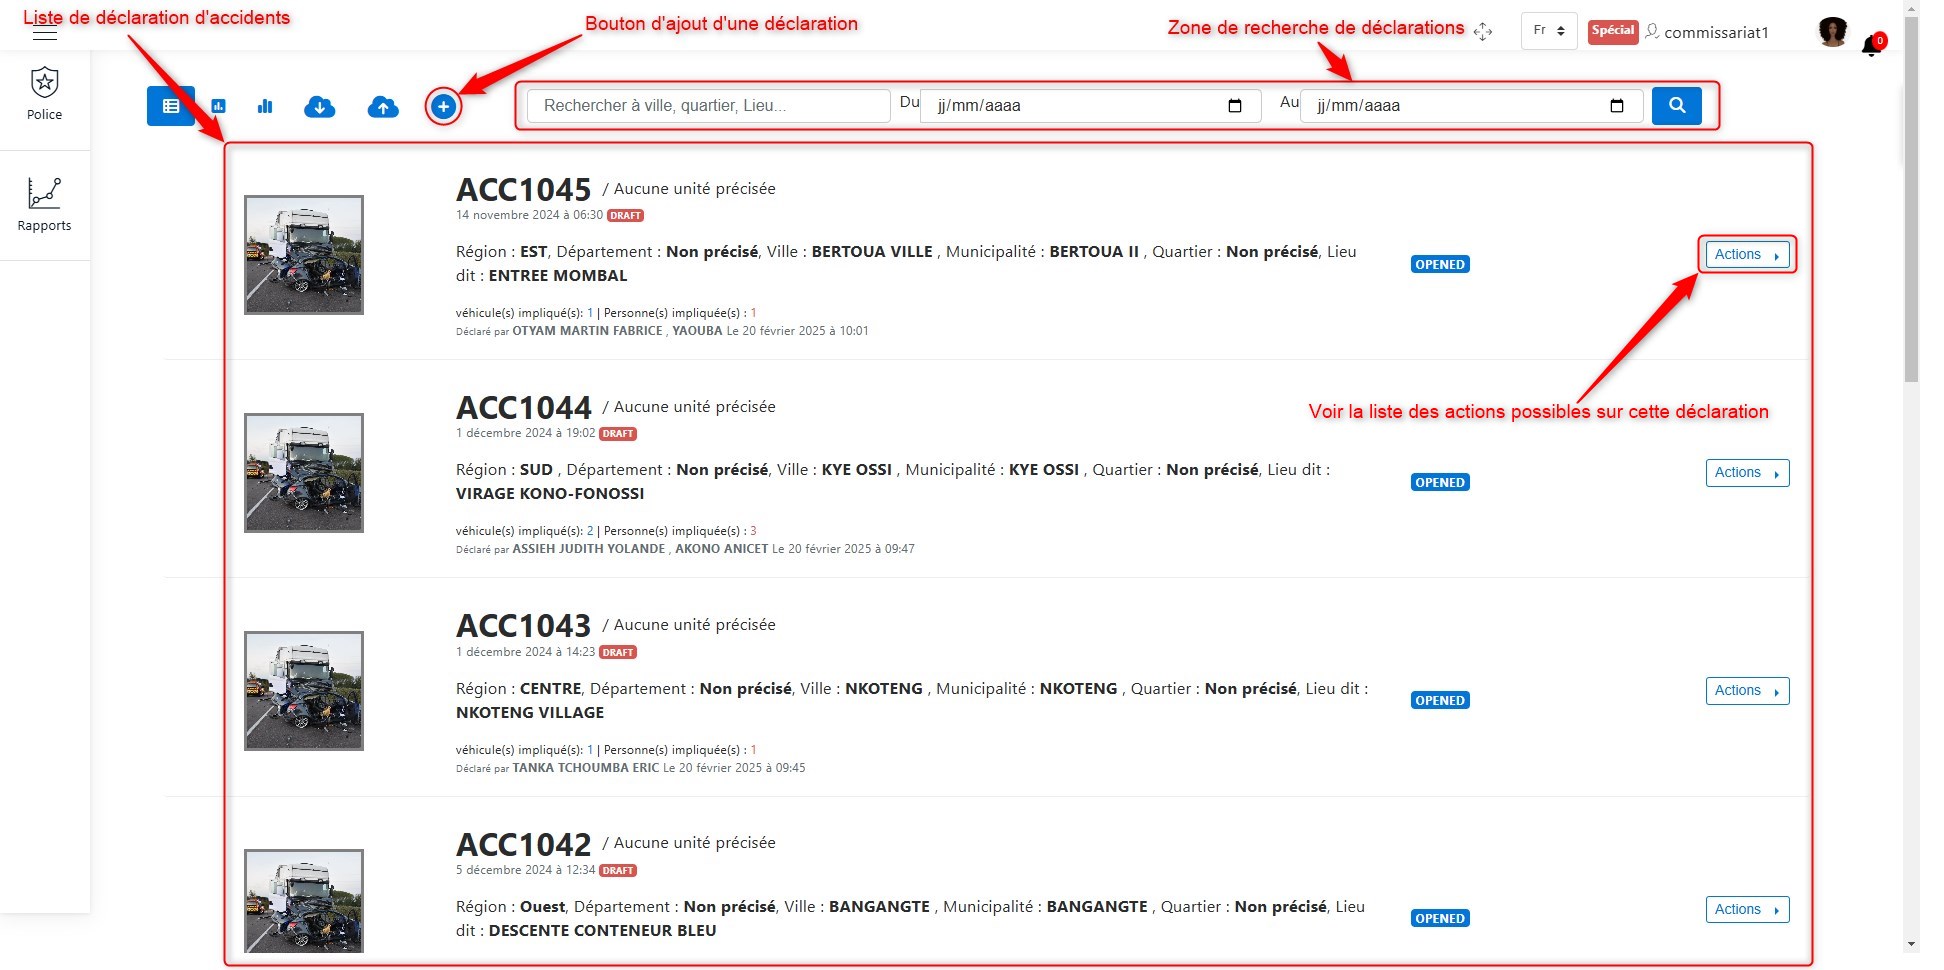 Liste de déclaration d'accidents
Bouton d'ajout d'une déclaration
Zone de recherche de déclarations
Fr
Spécial
commissariat1
0
Police
Rapports
Rechercher à ville, quartier, Lieu...
Du
jj/mm/aaaa
Au
jj/mm/aaaa
ACC1045 / Aucune unité précisée
14 novembre 2024 à 06:30 DRAFT
Région : EST, Département : Non précisé, Ville : BERTOUA VILLE , Municipalité : BERTOUA II , Quartier : Non précisé, Lieu
dit : ENTREE MOMBAL
véhicule(s) impliqué(s): 1 | Personne(s) impliquée(s) : 1
Déclaré par OTYAM MARTIN FABRICE , YAOUBA Le 20 février 2025 à 10:01
OPENED
Actions
Voir la liste des actions possibles sur cette déclaration
ACC1044 / Aucune unité précisée
1 décembre 2024 à 19:02 DRAFT
Région : SUD , Département : Non précisé, Ville : KYE OSSI , Municipalité : KYE OSSI , Quartier : Non précisé, Lieu dit :
VIRAGE KONO-FONOSSI
véhicule(s) impliqué(s): 2 | Personne(s) impliquée(s) : 3
Déclaré par ASSIEH JUDITH YOLANDE , AKONO ANICET Le 20 février 2025 à 09:47
OPENED
Actions
ACC1043 / Aucune unité précisée
1 décembre 2024 à 14:23 DRAFT
Région : CENTRE, Département : Non précisé, Ville : NKOTENG , Municipalité : NKOTENG , Quartier : Non précisé, Lieu dit :
NKOTENG VILLAGE
véhicule(s) impliqué(s): 1 | Personne(s) impliquée(s) : 1
Déclaré par TANKA TCHOUMBA ERIC Le 20 février 2025 à 09:45
OPENED
Actions
ACC1042 / Aucune unité précisée
5 décembre 2024 à 12:34 DRAFT
Région : Ouest, Département : Non précisé, Ville : BANGANGTE , Municipalité : BANGANGTE , Quartier : Non précisé, Lieu
dit : DESCENTE CONTENEUR BLEU
OPENED
Actions